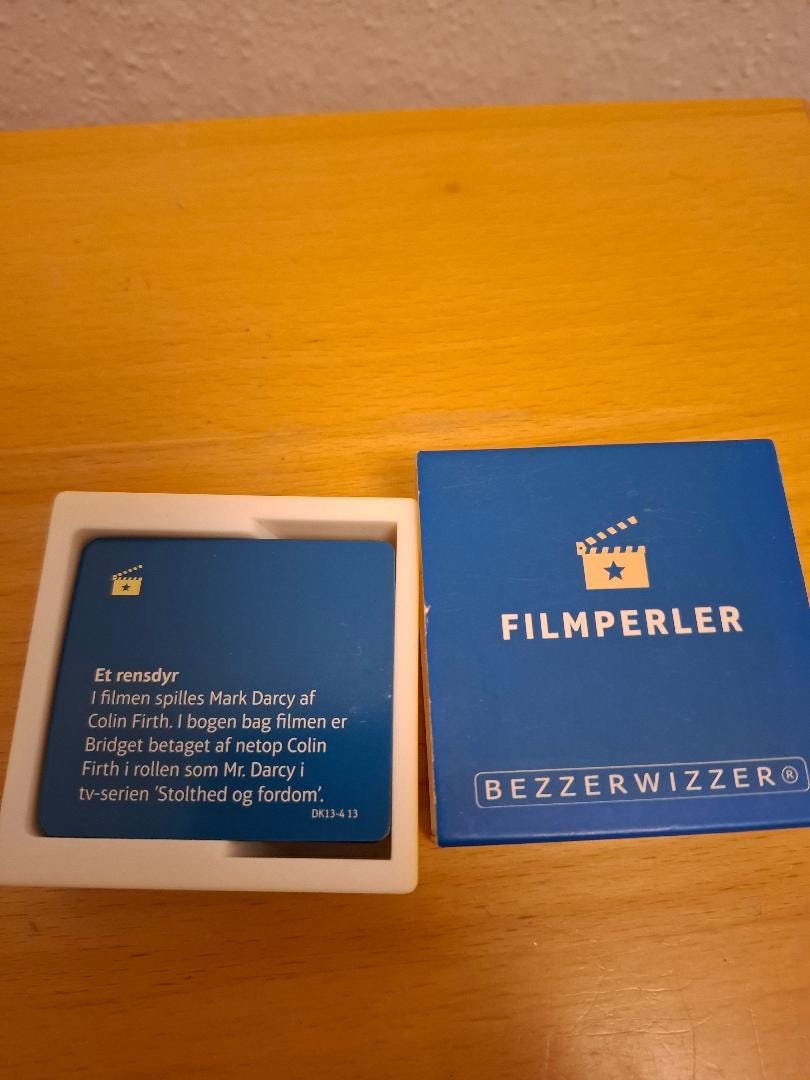 Et rensdyr
I filmen spilles Mark Darcy af
Colin Firth. I bogen bag filmen er
Bridget betaget af netop Colin
Firth i rollen som Mr. Darcy i
tv-serien 'Stolthed og fordom'.
DK13-4 13
FILMPERLER
BEZZERWIZZER®